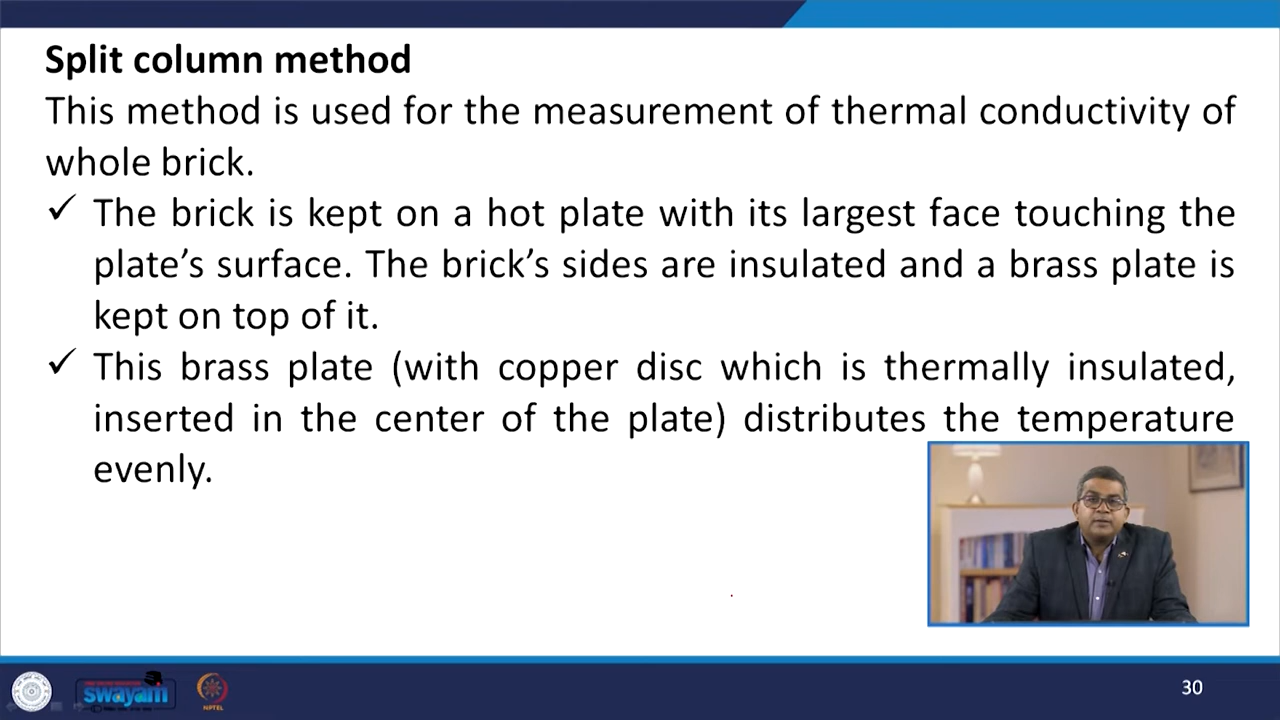 Split column method
This method is used for the measurement of thermal conductivity of
whole brick.
✓ The brick is kept on a hot plate with its largest face touching the
plate’s surface. The brick’s sides are insulated and a brass plate is
kept on top of it.
✓ This brass plate (with copper disc which is thermally insulated,
inserted in the center of the plate) distributes the temperature
evenly.
swayam
NPTEL
30